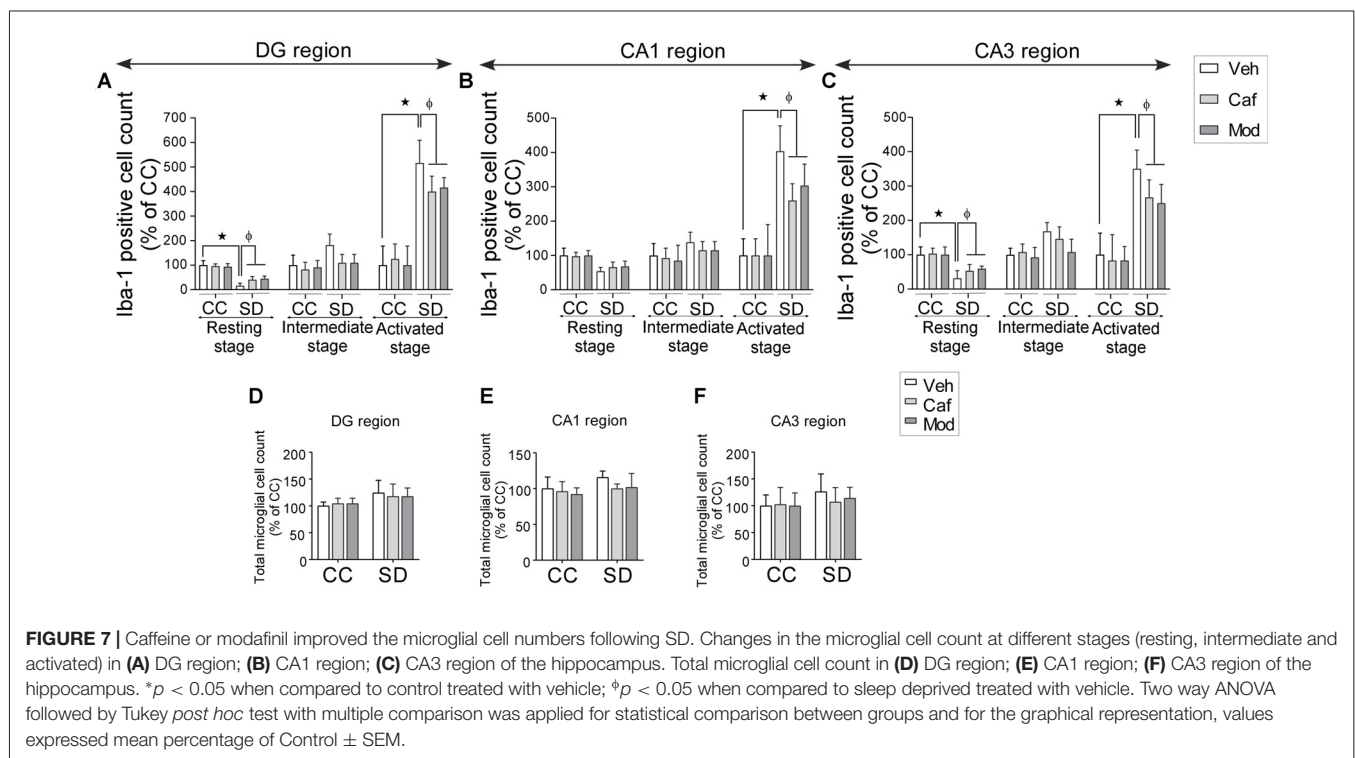 DG region
CA1 region
CA3 region
Veh
Caf
Mod
A
Iba-1 positive cell count
(% of CC)
700
600
500
400
300
200
100
0
★
ϕ
★
ϕ
CC SD CC SD CC SD
Resting Intermediate Activated
stage stage stage
B
Iba-1 positive cell count
(% of CC)
500
400
300
200
100
0
★
ϕ
CC SD CC SD CC SD
Resting Intermediate Activated
stage stage stage
C
Iba-1 positive cell count
(% of CC)
500
400
300
200
100
0
★
ϕ
★
ϕ
CC SD CC SD CC SD
Resting Intermediate Activated
stage stage stage
Veh
Caf
Mod
D
DG region
Total microglial cell count
(% of CC)
200
150
100
50
0
CC SD
E
CA1 region
Total microglial cell count
(% of CC)
150
100
50
0
CC SD
F
CA3 region
Total microglial cell count
(% of CC)
200
150
100
50
0
CC SD
FIGURE 7 | Caffeine or modafinil improved the microglial cell numbers following SD. Changes in the microglial cell count at different stages (resting, intermediate and
activated) in (A) DG region; (B) CA1 region; (C) CA3 region of the hippocampus. Total microglial cell count in (D) DG region; (E) CA1 region; (F) CA3 region of the
hippocampus. *p < 0.05 when compared to control treated with vehicle; ϕp < 0.05 when compared to sleep deprived treated with vehicle. Two way ANOVA
followed by Tukey post hoc test with multiple comparison was applied for statistical comparison between groups and for the graphical representation, values
expressed mean percentage of Control ± SEM.